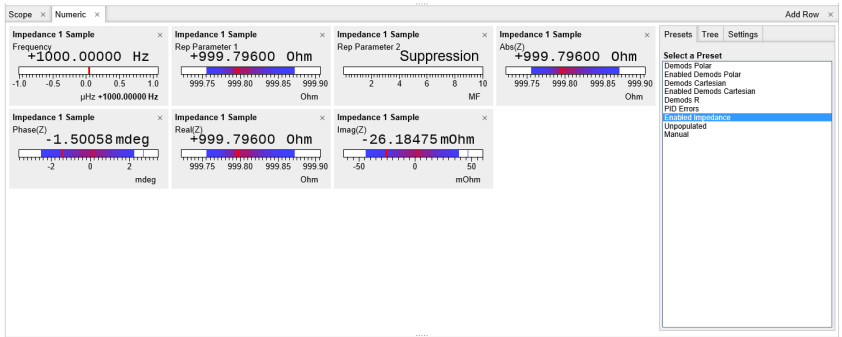 Scope × Numeric × Add Row ×
Impedance 1 Sample ×
Frequency
+1000.00000 Hz
-1.0 -0.5 0.0 0.5 1.0
µHz +1000.00000 Hz
Impedance 1 Sample ×
Rep Parameter 1
+999.79600 Ohm
999.75 999.80 999.85 999.90
Ohm
Impedance 1 Sample ×
Rep Parameter 2
Suppression
2 4 6 8 10
MF
Impedance 1 Sample ×
Abs(Z)
+999.79600 Ohm
999.75 999.80 999.85 999.90
Ohm
Impedance 1 Sample ×
Phase(Z)
-1.50058 mdeg
-2 0 2
mdeg
Impedance 1 Sample ×
Real(Z)
+999.79600 Ohm
999.75 999.80 999.85 999.90
Ohm
Impedance 1 Sample ×
Imag(Z)
-26.18475 mOhm
-50 0 50
mOhm
Presets Tree Settings
Select a Preset
Demods Polar
Enabled Demods Polar
Demods Cartesian
Enabled Demods Cartesian
Demods R
PID Errors
Enabled Impedance
Unpopulated
Manual